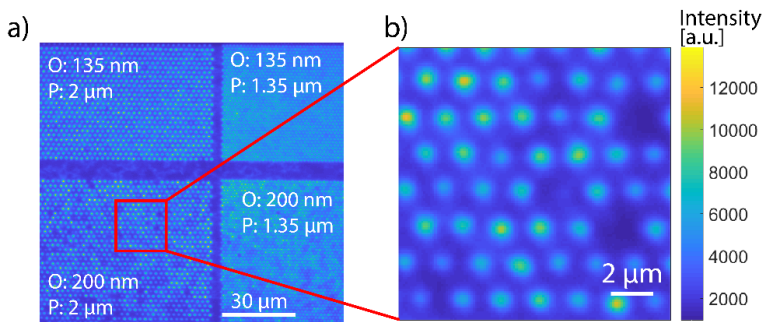 a)
O: 135 nm
P: 2 µm
O: 135 nm
P: 1.35 µm
O: 200 nm
P: 1.35 µm
O: 200 nm
P: 2 µm
30 µm
b)
2 µm
Intensity
[a.u.]
12000
10000
8000
6000
4000
2000